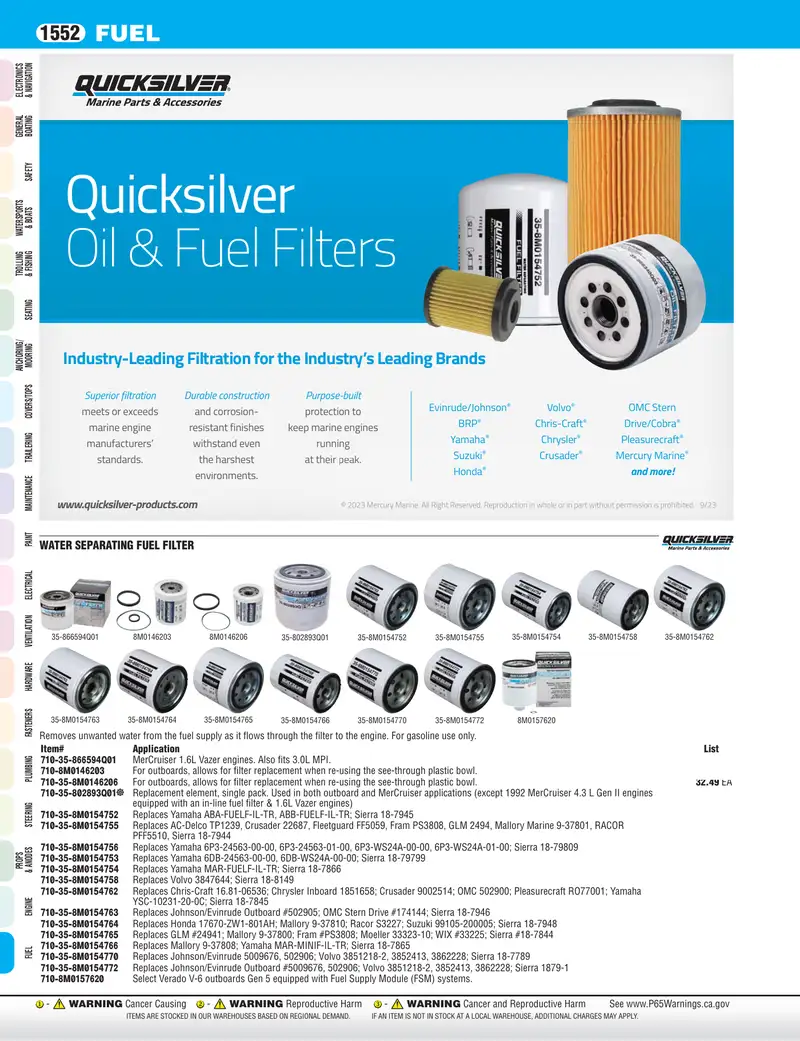 1552 FUEL
ELECTRONICS
& NAVIGATION
GENERAL
BOATING
SAFETY
WATERSPORTS
& BOATS
TROLLING
& FISHING
SEATING
ANCHORING/
MOORING
COVERS/TOPS
TRAILERING
MAINTENANCE
PAINT
ELECTRICAL
VENTILATION
HARDWARE
FASTENERS
PLUMBING
STEERING
PROPS
& ANODES
ENGINE
FUEL
QUICKSILVER
Marine Parts & Accessories
Quicksilver
Oil & Fuel Filters
QUICKSILVER
FUEL FILTER
35-8M0154752
Industry-Leading Filtration for the Industry's Leading Brands
Superior filtration
meets or exceeds
marine engine
manufacturers'
standards.
Durable construction
and corrosion-
resistant finishes
withstand even
the harshest
environments.
Purpose-built
protection to
keep marine engines
running
at their peak.
Evinrude/Johnson®
BRP®
Yamaha®
Suzuki®
Honda®
Volvo®
Chris-Craft®
Chrysler®
Crusader®
OMC Stern
Drive/Cobra®
Pleasurecraft®
Mercury Marine®
and more!
www.quicksilver-products.com
© 2023 Mercury Marine. All Right Reserved. Reproduction in whole or in part without permission is prohibited. 9/23
WATER SEPARATING FUEL FILTER
QUICKSILVER
Marine Parts & Accessories
35-866594Q01 8M0146203 8M0146206 35-802893Q01 35-8M0154752 35-8M0154755 35-8M0154754 35-8M0154758 35-8M0154762
35-8M0154763 35-8M0154764 35-8M0154765 35-8M0154766 35-8M0154770 35-8M0154772 8M0157620
Removes unwanted water from the fuel supply as it flows through the filter to the engine. For gasoline use only.
Item# Application List
710-35-866594Q01 MerCruiser 1.6L Vazer engines. Also fits 3.0L MPI.
710-8M0146203 For outboards, allows for filter replacement when re-using the see-through plastic bowl.
710-8M0146206 For outboards, allows for filter replacement when re-using the see-through plastic bowl. 32.49 EA
710-35-802893Q01 Replacement element, single pack. Used in both outboard and MerCruiser applications (except 1992 MerCruiser 4.3 L Gen II engines
equipped with an in-line fuel filter & 1.6L Vazer engines)
710-35-8M0154752 Replaces Yamaha ABA-FUELF-IL-TR, ABB-FUELF-IL-TR; Sierra 18-7945
710-35-8M0154755 Replaces AC-Delco TP1239, Crusader 22687, Fleetguard FF5059, Fram PS3808, GLM 2494, Mallory Marine 9-37801, RACOR
PFF5510, Sierra 18-7944
710-35-8M0154756 Replaces Yamaha 6P3-24563-00-00, 6P3-24563-01-00, 6P3-WS24A-00-00, 6P3-WS24A-01-00; Sierra 18-79809
710-35-8M0154753 Replaces Yamaha 6DB-24563-00-00, 6DB-WS24A-00-00; Sierra 18-79799
710-35-8M0154754 Replaces Yamaha MAR-FUELF-IL-TR; Sierra 18-7866
710-35-8M0154758 Replaces Volvo 3847644; Sierra 18-8149
710-35-8M0154762 Replaces Chris-Craft 16.81-06536; Chrysler Inboard 1851658; Crusader 9002514; OMC 502900; Pleasurecraft RO77001; Yamaha
YSC-10231-20-0C; Sierra 18-7845
710-35-8M0154763 Replaces Johnson/Evinrude Outboard #502905; OMC Stern Drive #174144; Sierra 18-7946
710-35-8M0154764 Replaces Honda 17670-ZW1-801AH; Mallory 9-37810; Racor S3227; Suzuki 99105-200005; Sierra 18-7948
710-35-8M0154765 Replaces GLM #24941; Mallory 9-37800; Fram #PS3808; Moeller 33323-10; WIX #33225; Sierra #18-7844
710-35-8M0154766 Replaces Mallory 9-37808; Yamaha MAR-MINIF-IL-TR; Sierra 18-7865
710-35-8M0154770 Replaces Johnson/Evinrude 5009676, 502906; Volvo 3851218-2, 3852413, 3862228; Sierra 18-7789
710-35-8M0154772 Replaces Johnson/Evinrude Outboard #5009676, 502906; Volvo 3851218-2, 3852413, 3862228; Sierra 1879-1
710-8M0157620 Select Verado V-6 outboards Gen 5 equipped with Fuel Supply Module (FSM) systems.
1 - WARNING Cancer Causing 2 - WARNING Reproductive Harm 3 - WARNING Cancer and Reproductive Harm See www.P65Warnings.ca.gov
ITEMS ARE STOCKED IN OUR WAREHOUSES BASED ON REGIONAL DEMAND. IF AN ITEM IS NOT IN STOCK AT A LOCAL WAREHOUSE, ADDITIONAL CHARGES MAY APPLY.